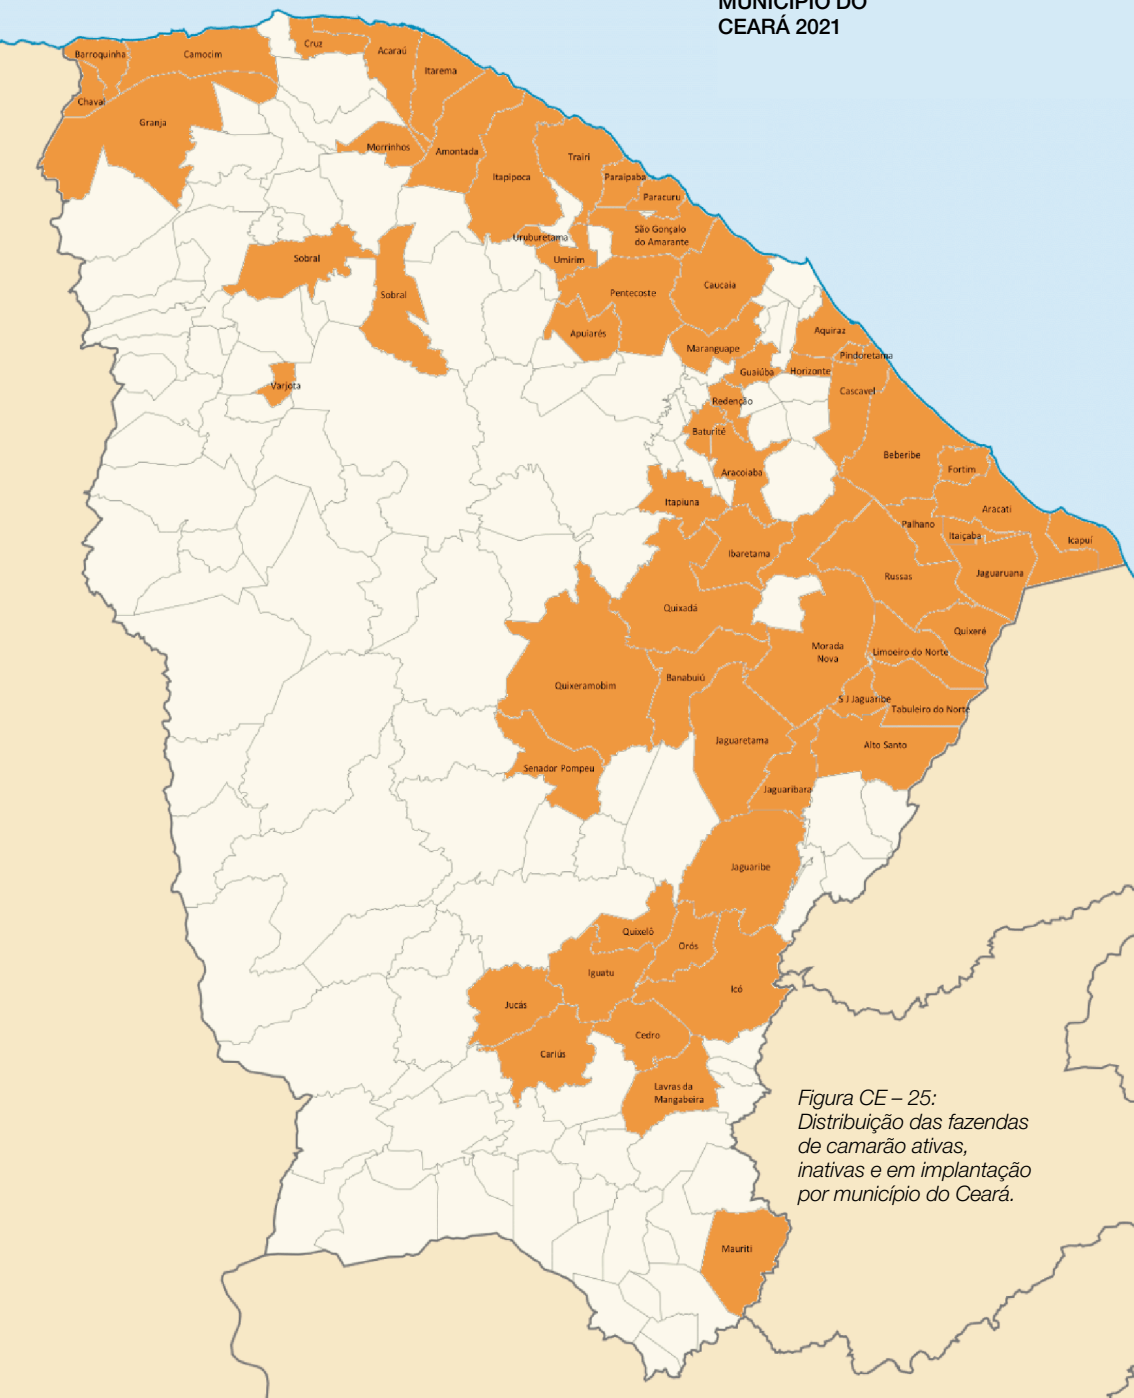 MUNICÍPIO DO
CEARÁ 2021
Barroquinha
Camocim
Cruz
Acaraú
Itarema
Chaval
Granja
Morrinhos
Amontada
Itapipoca
Trairi
Paraipaba
Paracuru
Uruburetama
São Gonçalo
do Amarante
Umirim
Sobral
Sobral
Pentecoste
Caucaia
Apuiarés
Maranguape
Aquiraz
Pindoretama
Guaiúba
Horizonte
Varjota
Redenção
Cascavel
Baturité
Aracoiaba
Beberibe
Fortim
Itapiuna
Aracati
Palhano
Itaiçaba
Icapuí
Ibaretama
Russas
Jaguaruana
Quixadá
Quixeré
Morada
Nova
Limoeiro do Norte
Quixeramobim
Banabuiú
S J Jaguaribe
Tabuleiro do Norte
Jaguaretama
Alto Santo
Senador Pompeu
Jaguaribara
Jaguaribe
Quixelô
Orós
Iguatu
Icó
Jucás
Cedro
Cariús
Lavras da
Mangabeira
Figura CE – 25:
Distribuição das fazendas
de camarão ativas,
inativas e em implantação
por município do Ceará.
Mauriti